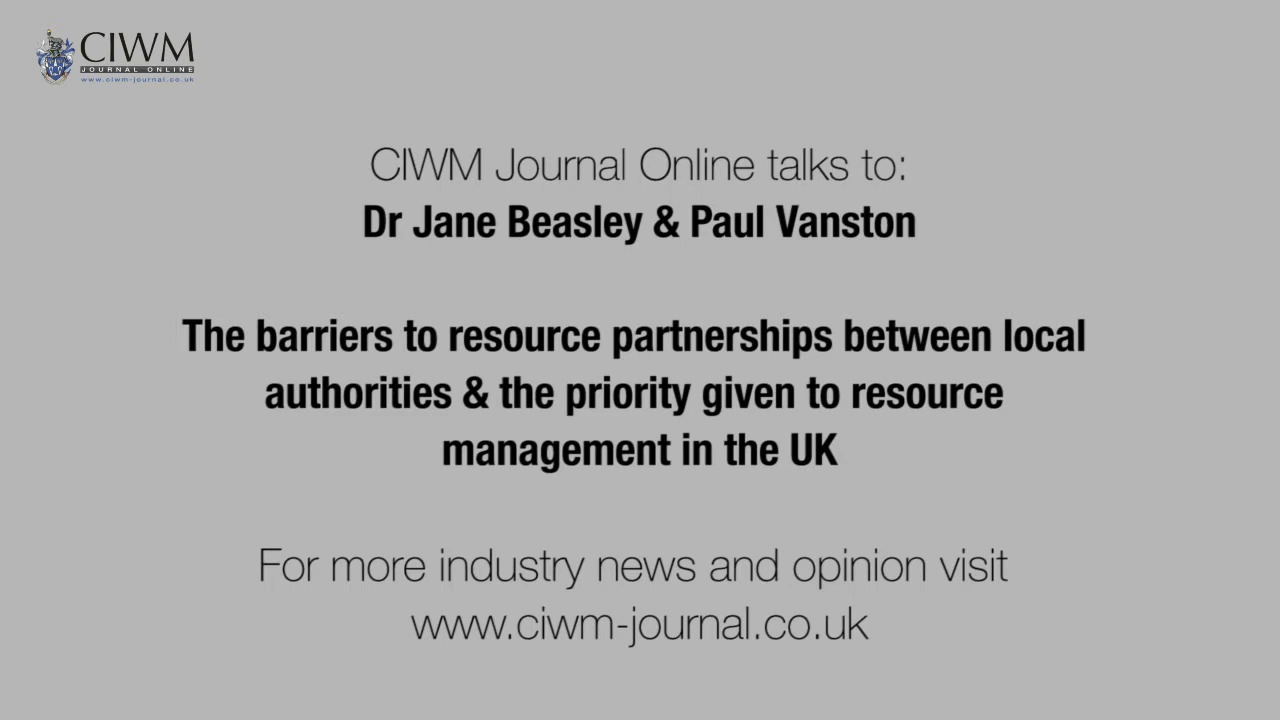 CIWM
JOURNAL ONLINE
www.ciwm-journal.co.uk
CIWM Journal Online talks to:
Dr Jane Beasley & Paul Vanston
The barriers to resource partnerships between local
authorities & the priority given to resource
management in the UK
For more industry news and opinion visit
www.ciwm-journal.co.uk